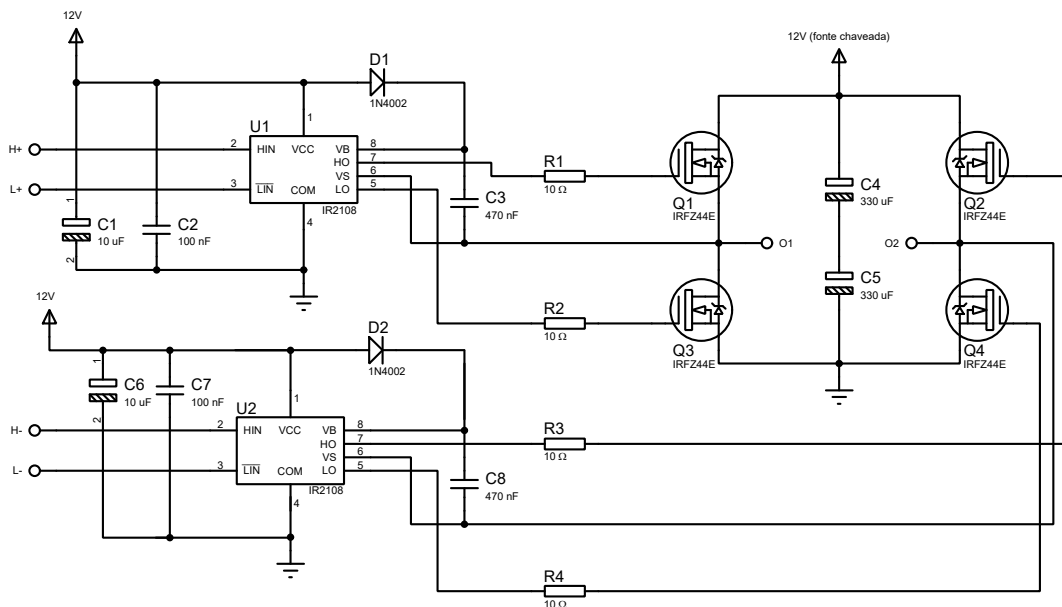 12V
12V (fonte chaveada)
D1
1N4002
1
U1
H+
2
HIN
VCC
VB
8
HO
7
R1
10 Ω
L+
3
LIN
COM
VS
6
LO
5
IR2108
4
1
C1
10 uF
2
C2
100 nF
C3
470 nF
Q1
IRFZ44E
Q2
IRFZ44E
C4
330 uF
O1
O2
C5
330 uF
R2
10 Ω
Q3
IRFZ44E
Q4
IRFZ44E
12V
D2
1N4002
1
C6
10 uF
2
C7
100 nF
1
U2
H-
2
HIN
VCC
VB
8
HO
7
R3
10 Ω
L-
3
LIN
COM
VS
6
LO
5
IR2108
4
C8
470 nF
R4
10 Ω